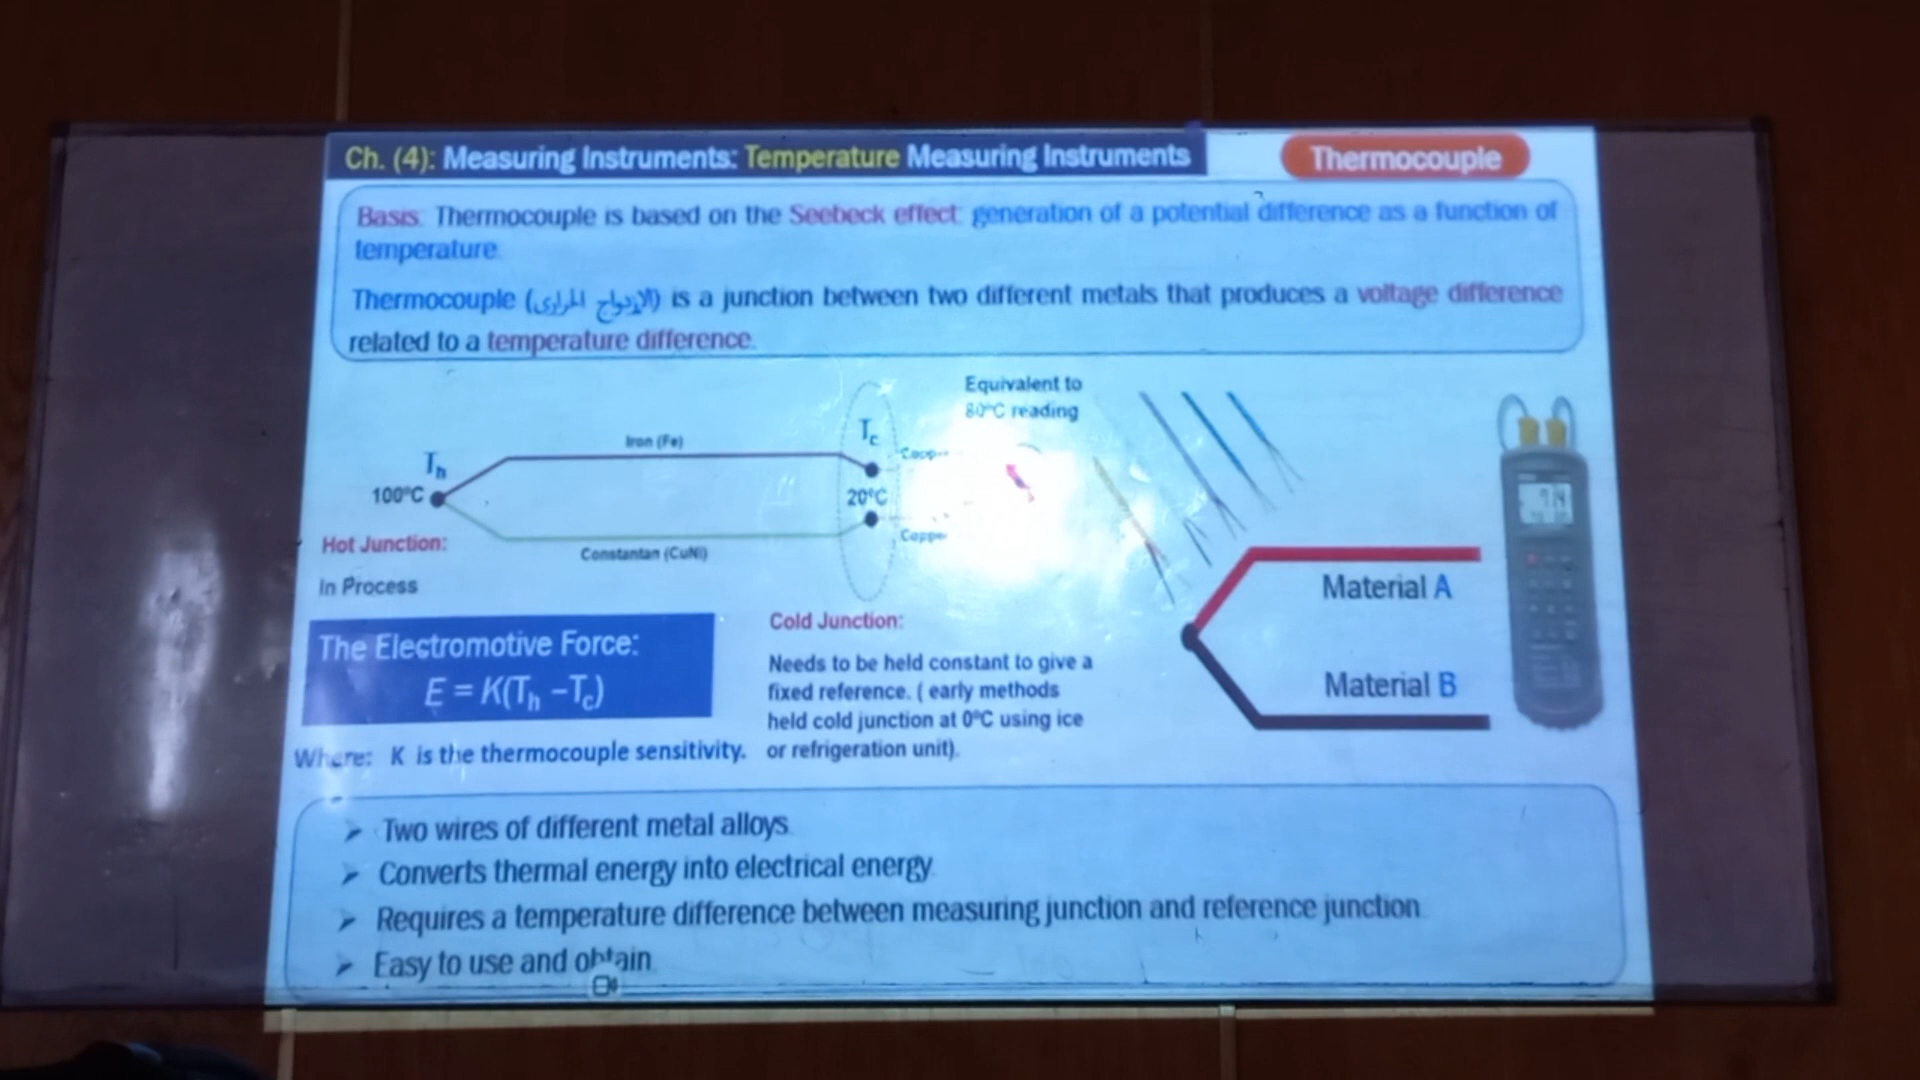 Ch. (4): Measuring Instruments: Temperature Measuring Instruments
Thermocouple
Basis: Thermocouple is based on the Seebeck effect: generation of a potential difference as a function of
temperature.
Thermocouple (الازدواج الحراري) is a junction between two different metals that produces a voltage difference
related to a temperature difference.
Equivalent to
80°C reading
Iron (Fe)
Tc
Th
100°C
20°C
Hot Junction:
Constantan (CuNi)
In Process
Material A
The Electromotive Force:
E = K(Th –Tc)
Where: K is the thermocouple sensitivity.
Cold Junction:
Needs to be held constant to give a
fixed reference. ( early methods
held cold junction at 0°C using ice
or refrigeration unit).
Material B
➢ Two wires of different metal alloys.
➢ Converts thermal energy into electrical energy.
➢ Requires a temperature difference between measuring junction and reference junction.
➢ Easy to use and obtain.